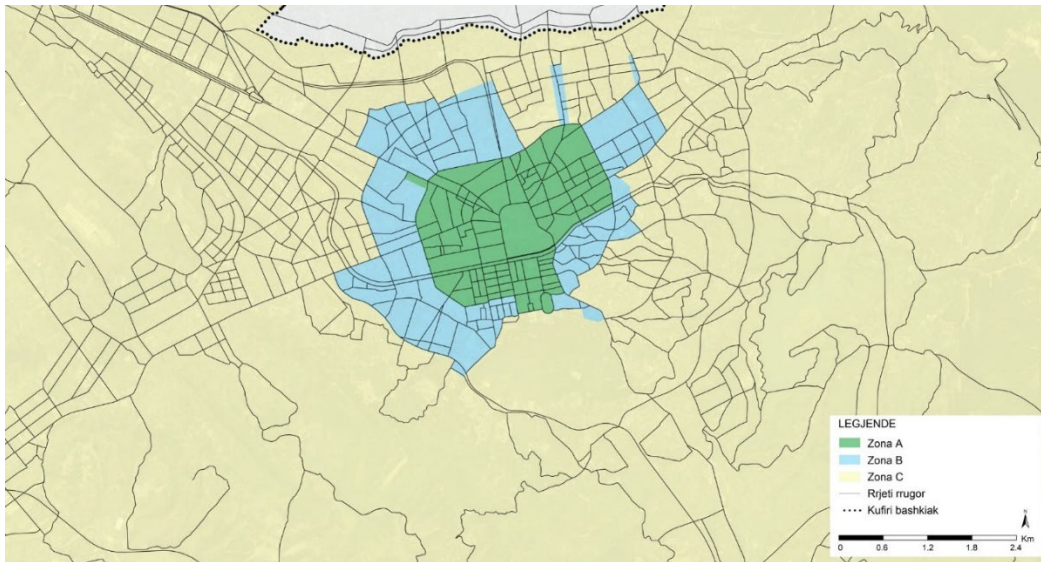 LEGJENDE
Zona A
Zona B
Zona C
Rrjeti rrugor
Kufiri bashkiak
N
Km
0 0.6 1.2 1.8 2.4